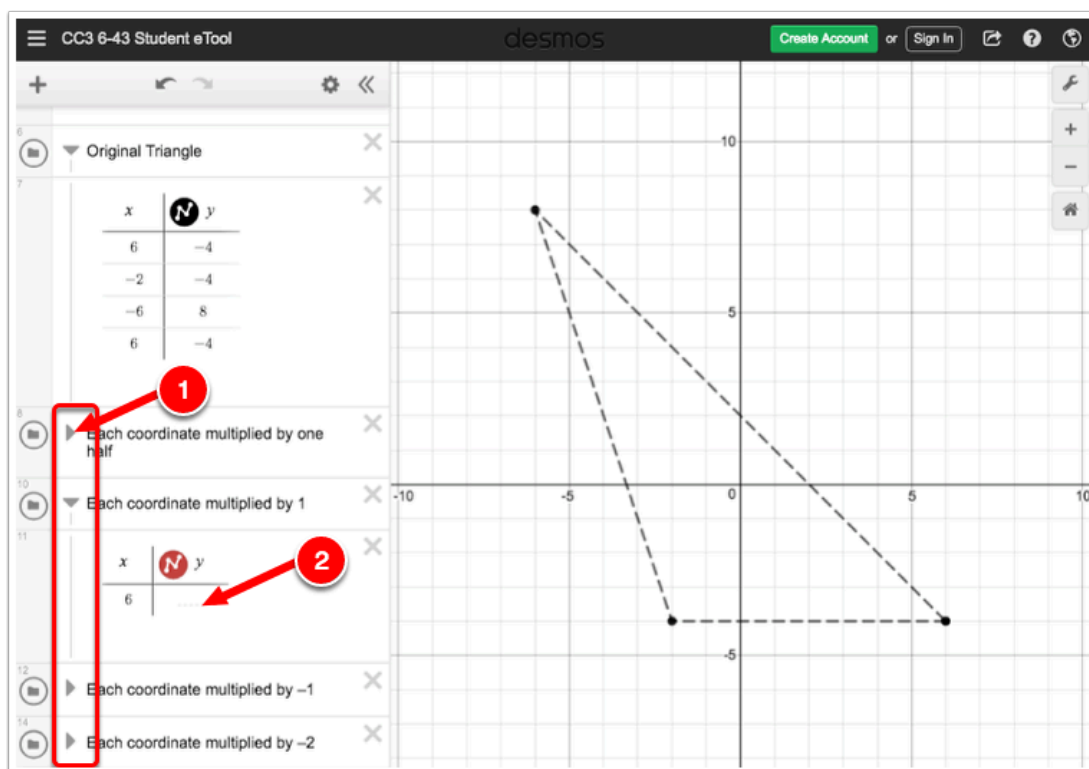 CC3 6-43 Student eTool
desmos
Create Account or Sign In
6
Original Triangle
7
x y
6 −4
−2 −4
−6 8
6 −4
1
8
Each coordinate multiplied by one
half
10
Each coordinate multiplied by 1
11
x y
6
2
12
Each coordinate multiplied by –1
14
Each coordinate multiplied by –2
10
5
-10 -5 0 5 10
-5